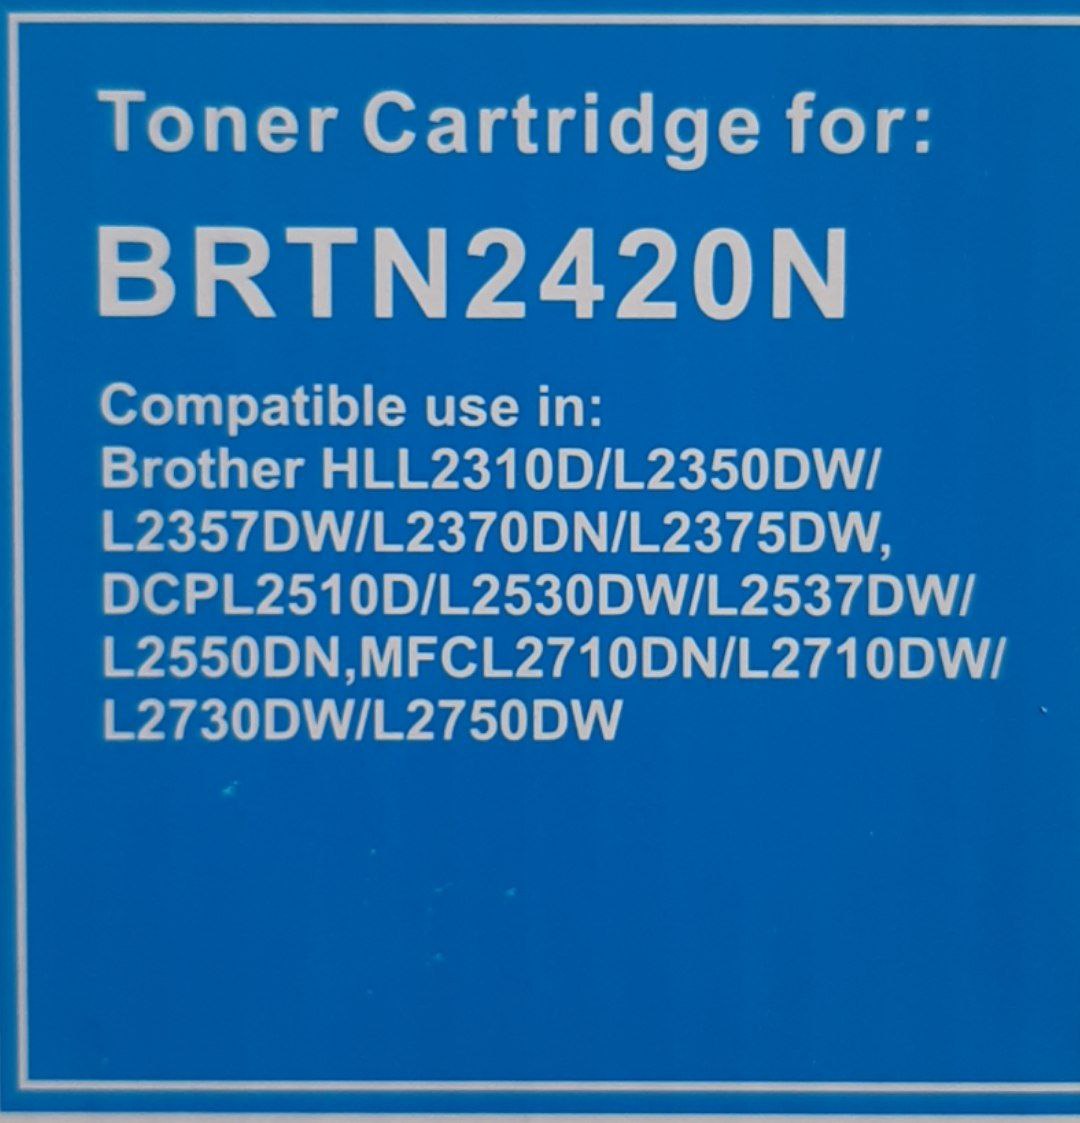 Toner Cartridge for:
BRTN2420N
Compatible use in:
Brother HLL2310D/L2350DW/
L2357DW/L2370DN/L2375DW,
DCPL2510D/L2530DW/L2537DW/
L2550DN,MFCL2710DN/L2710DW/
L2730DW/L2750DW